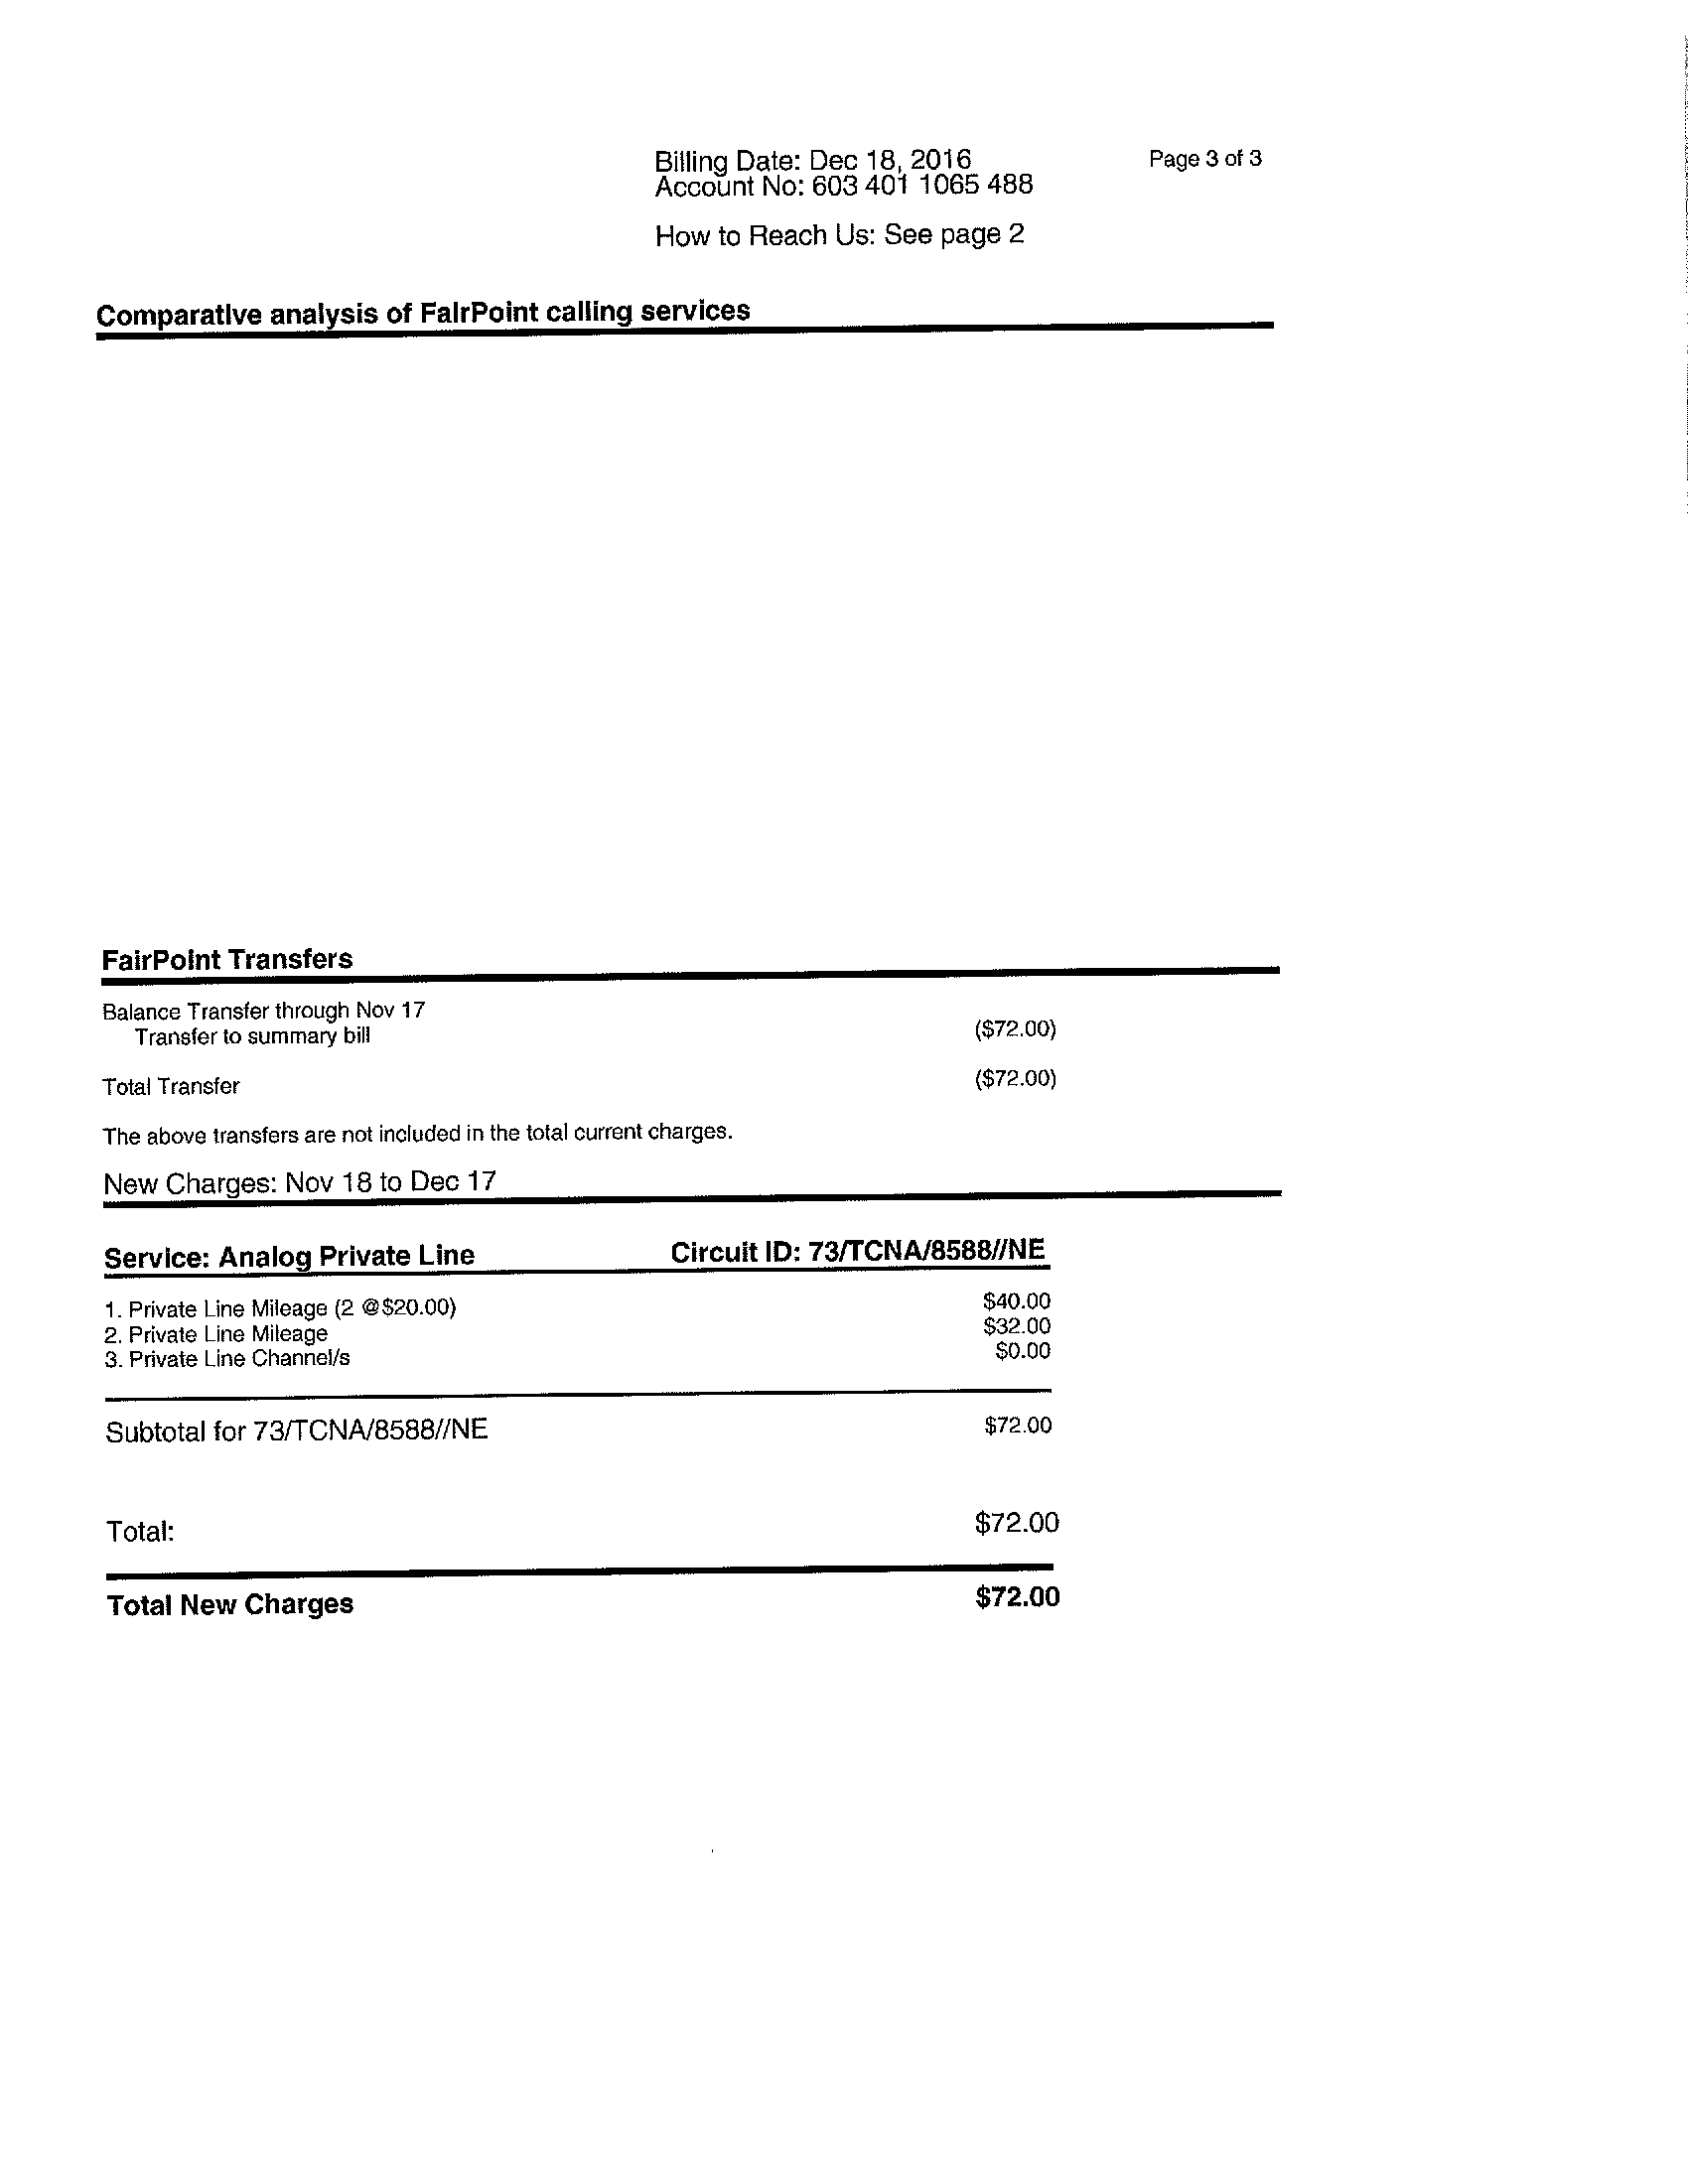 Billing Date: Dec 18, 2016 Page 3 of 3
Account No: 603 401 1065 488
How to Reach Us: See page 2
Comparative analysis of FairPoint calling services
FairPoint Transfers
Balance Transfer through Nov 17
Transfer to summary bill ($72.00)
Total Transfer ($72.00)
The above transfers are not included in the total current charges.
New Charges: Nov 18 to Dec 17
Service: Analog Private Line Circuit ID: 73/TCNA/8588//NE
1. Private Line Mileage (2 @$20.00) $40.00
2. Private Line Mileage $32.00
3. Private Line Channel/s $0.00
Subtotal for 73/TCNA/8588//NE $72.00
Total: $72.00
Total New Charges $72.00